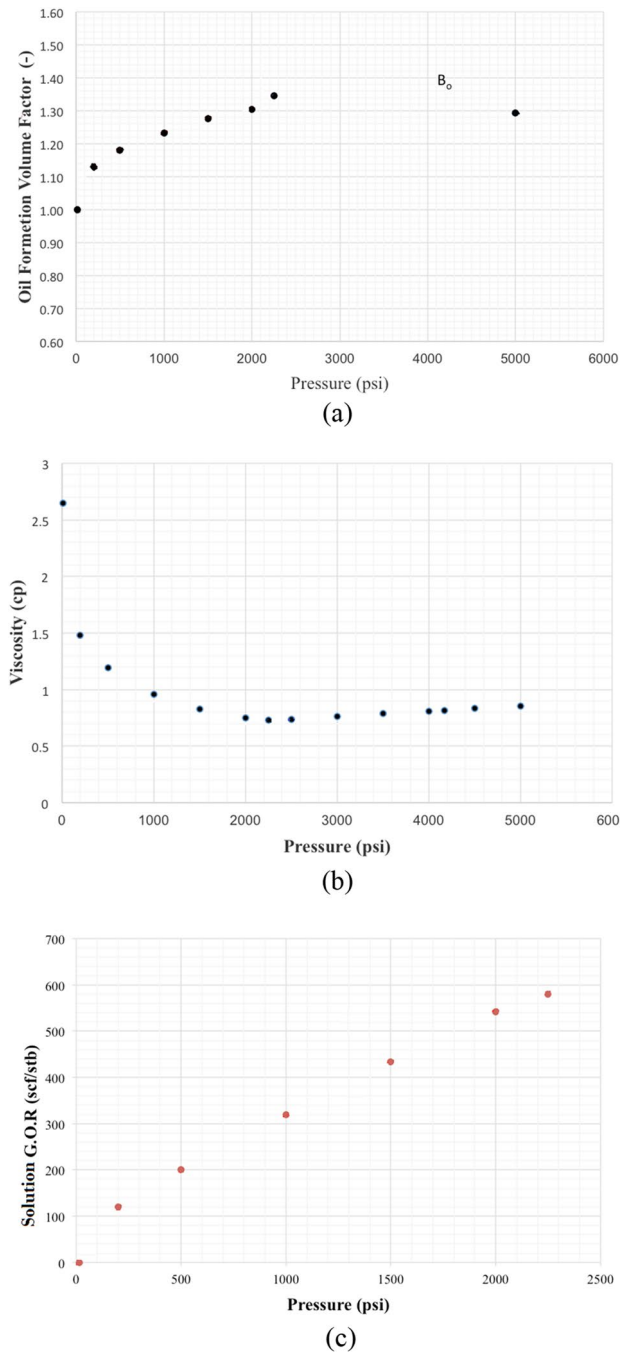 1.60
1.50
1.40
1.30
1.20
1.10
1.00
0.90
0.80
0.70
0.60
Oil Formetion Volume Factor (-)
Bo
0 1000 2000 3000 4000 5000 6000
Pressure (psi)
(a)
3
2.5
2
1.5
1
0.5
0
Viscosity (cp)
0 1000 2000 3000 4000 5000 600
Pressure (psi)
(b)
700
600
500
400
300
200
100
0
Solution G.O.R (scf/stb)
0 500 1000 1500 2000 2500
Pressure (psi)
(c)